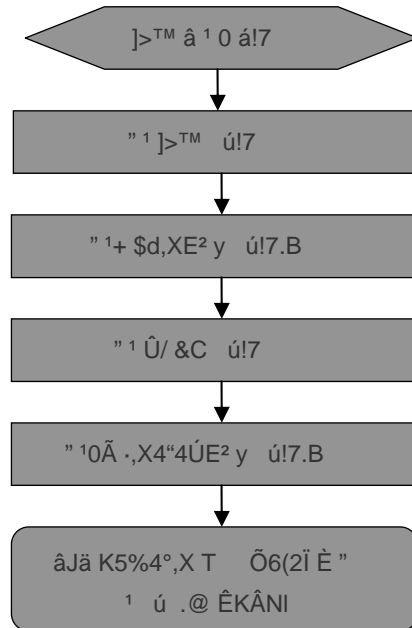 ]>™ â ¹ 0 á!7
” ¹ ]>™ ú!7
” ¹+ $d,XE² y ú!7.B
” ¹ Û/ &C ú!7
” ¹0Ã ·,X4“4ÚE² y ú!7.B
âJä K5%4°,X T Õ6(2Ï È ”
¹ ú .@ ÊKÂNI